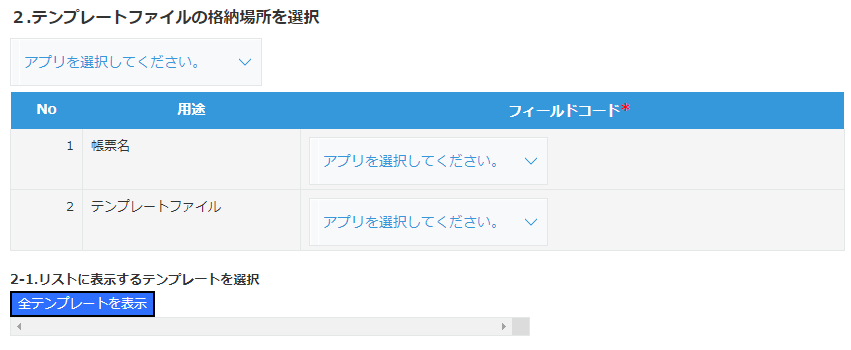 ２.テンプレートファイルの格納場所を選択
アプリを選択してください。
No 用途 フィールドコード*
1 帳票名 アプリを選択してください。
2 テンプレートファイル アプリを選択してください。
2-1.リストに表示するテンプレートを選択
全テンプレートを表示